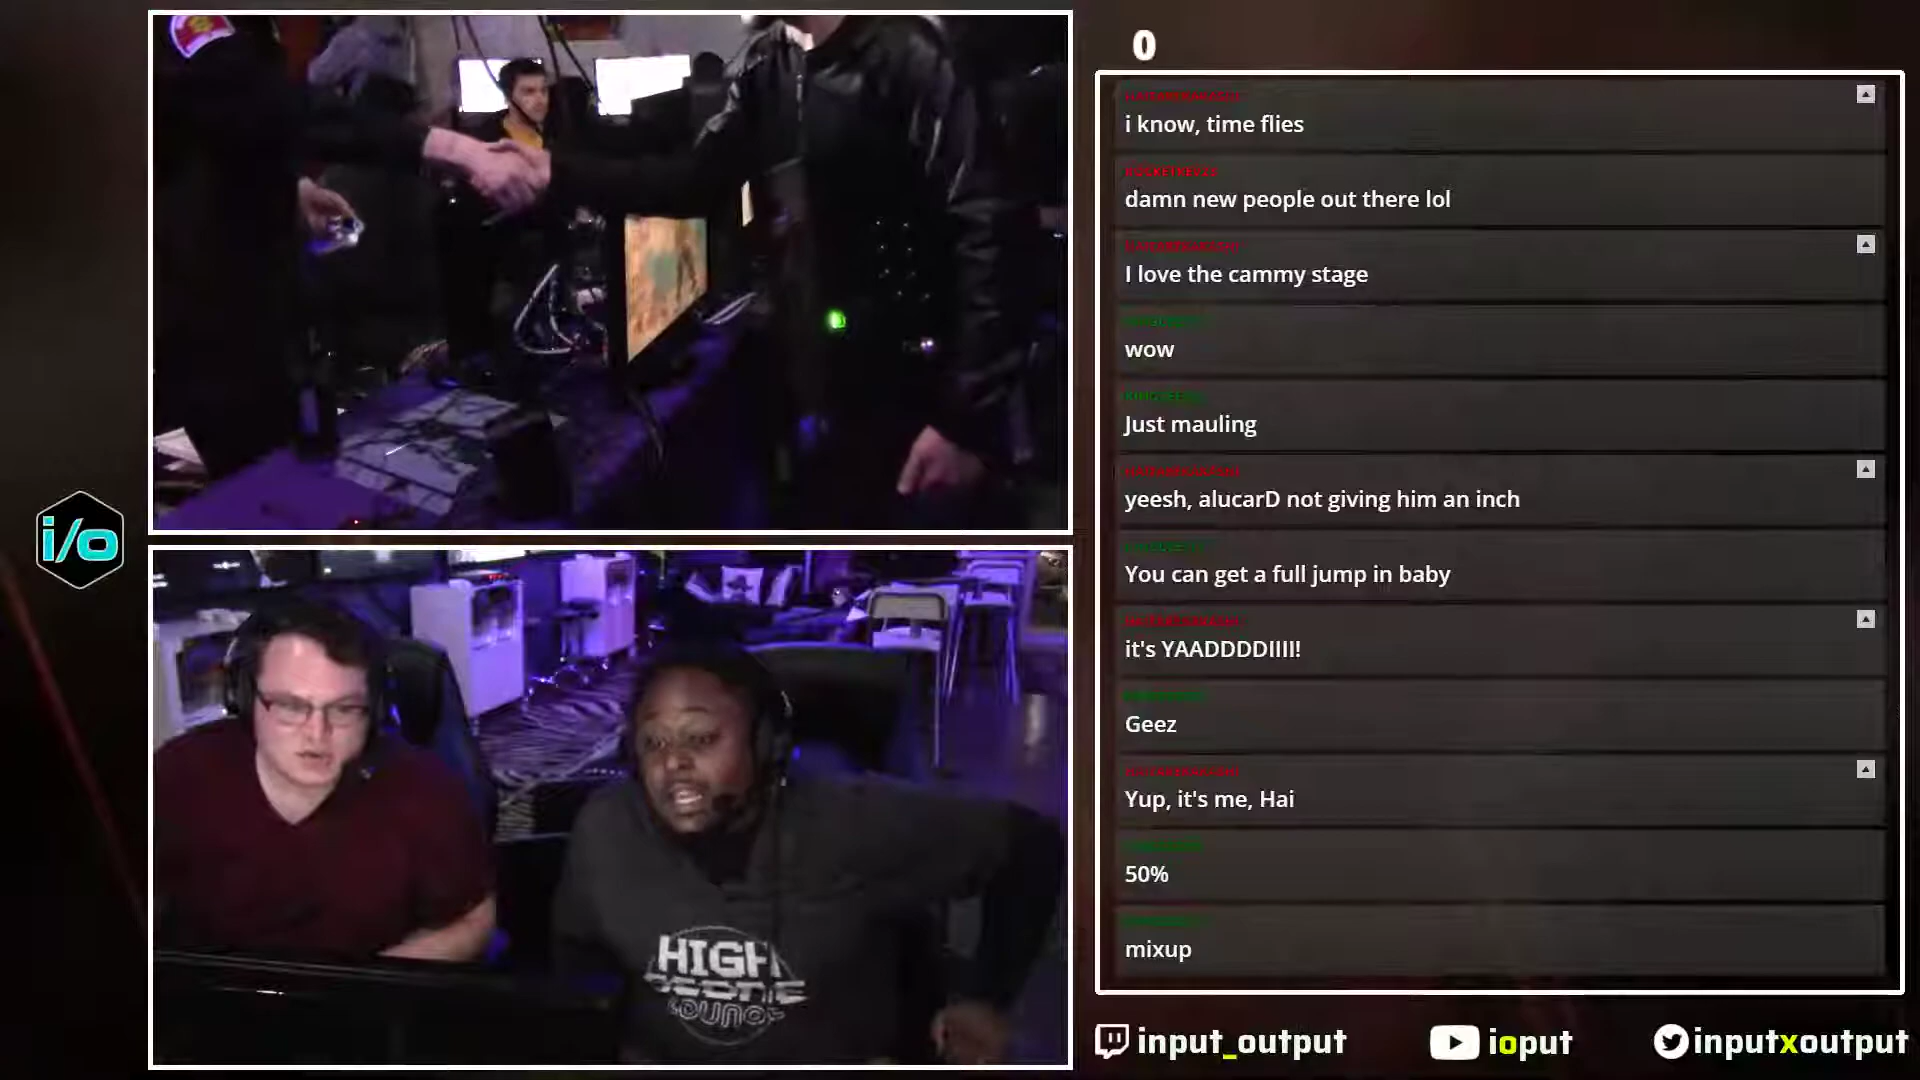 0
i know, time flies
damn new people out there lol
I love the cammy stage
wow
Just mauling
yeesh, alucarD not giving him an inch
You can get a full jump in baby
it's YAADDDDIIII!
Geez
Yup, it's me, Hai
50%
mixup
i/o
HIGH
SCORE
LOUNGE
input_output
ioput
inputxoutput